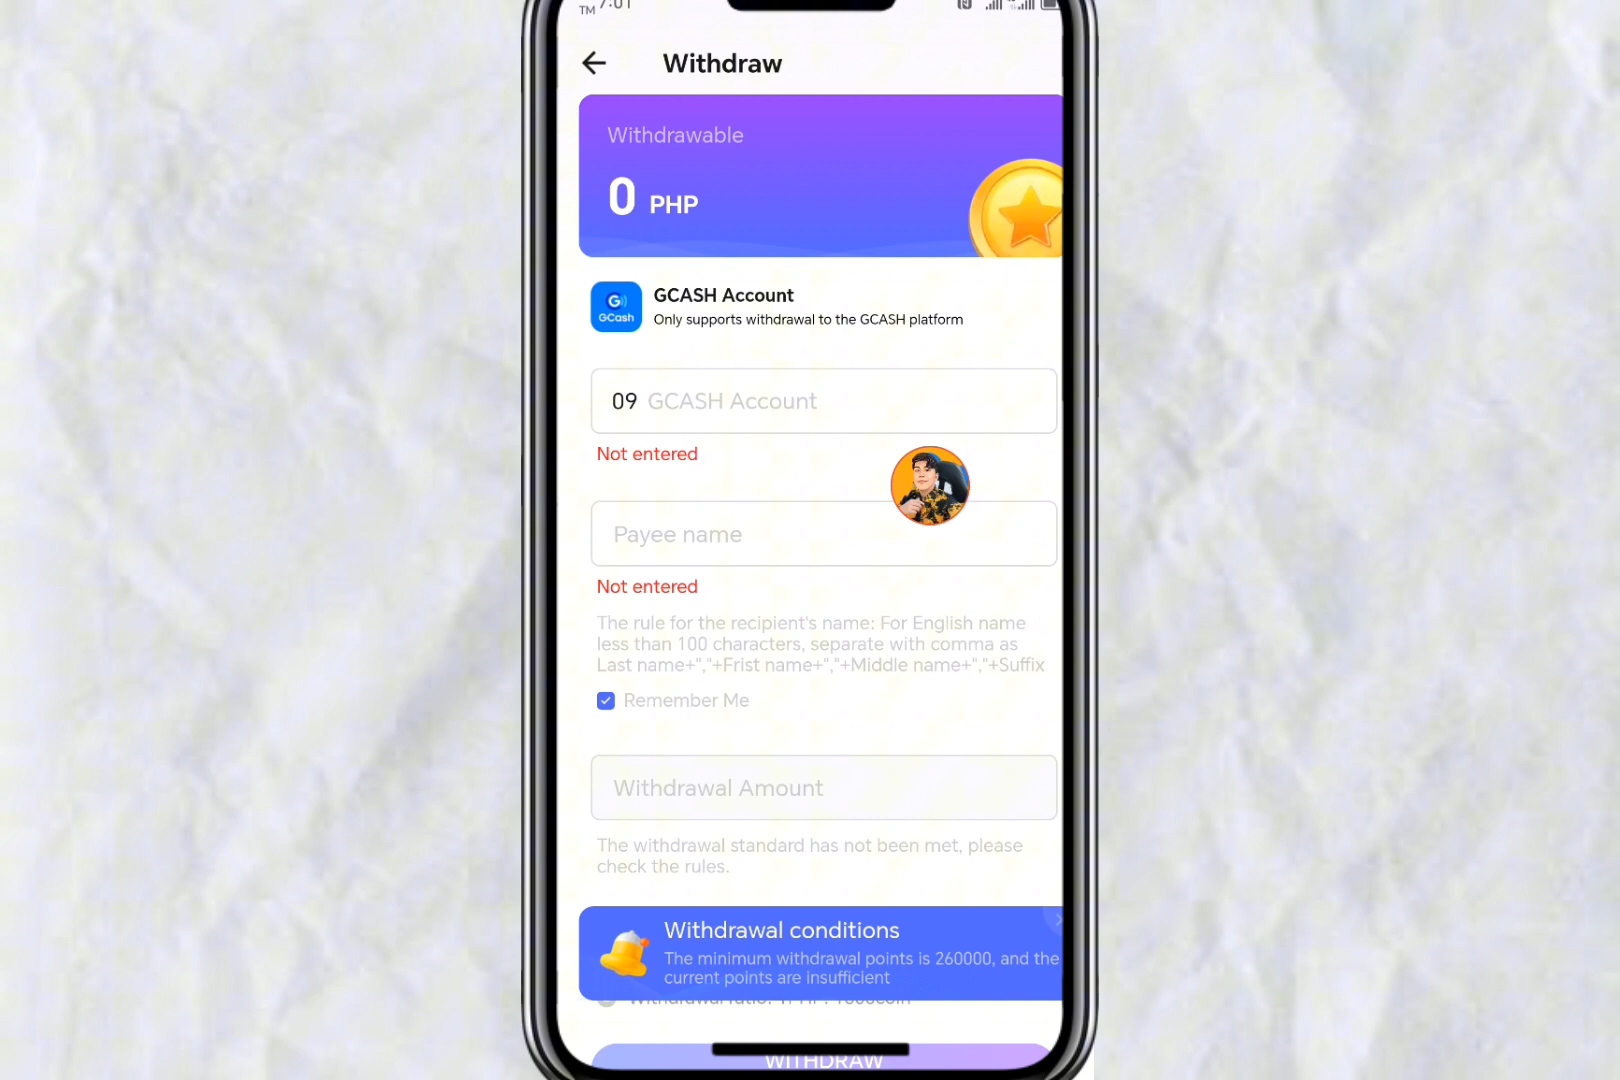 TM 7:01
Withdraw
Withdrawable
0 PHP
GCash
GCASH Account
Only supports withdrawal to the GCASH platform
09 GCASH Account
Not entered
Payee name
Not entered
The rule for the recipient's name: For English name
less than 100 characters, separate with comma as
Last name+","+Frist name+","+Middle name+","+Suffix
Remember Me
Withdrawal Amount
The withdrawal standard has not been met, please
check the rules.
Withdrawal conditions
The minimum withdrawal points is 260000, and the
current points are insufficient
Withdrawal ratio:
WITHDRAW